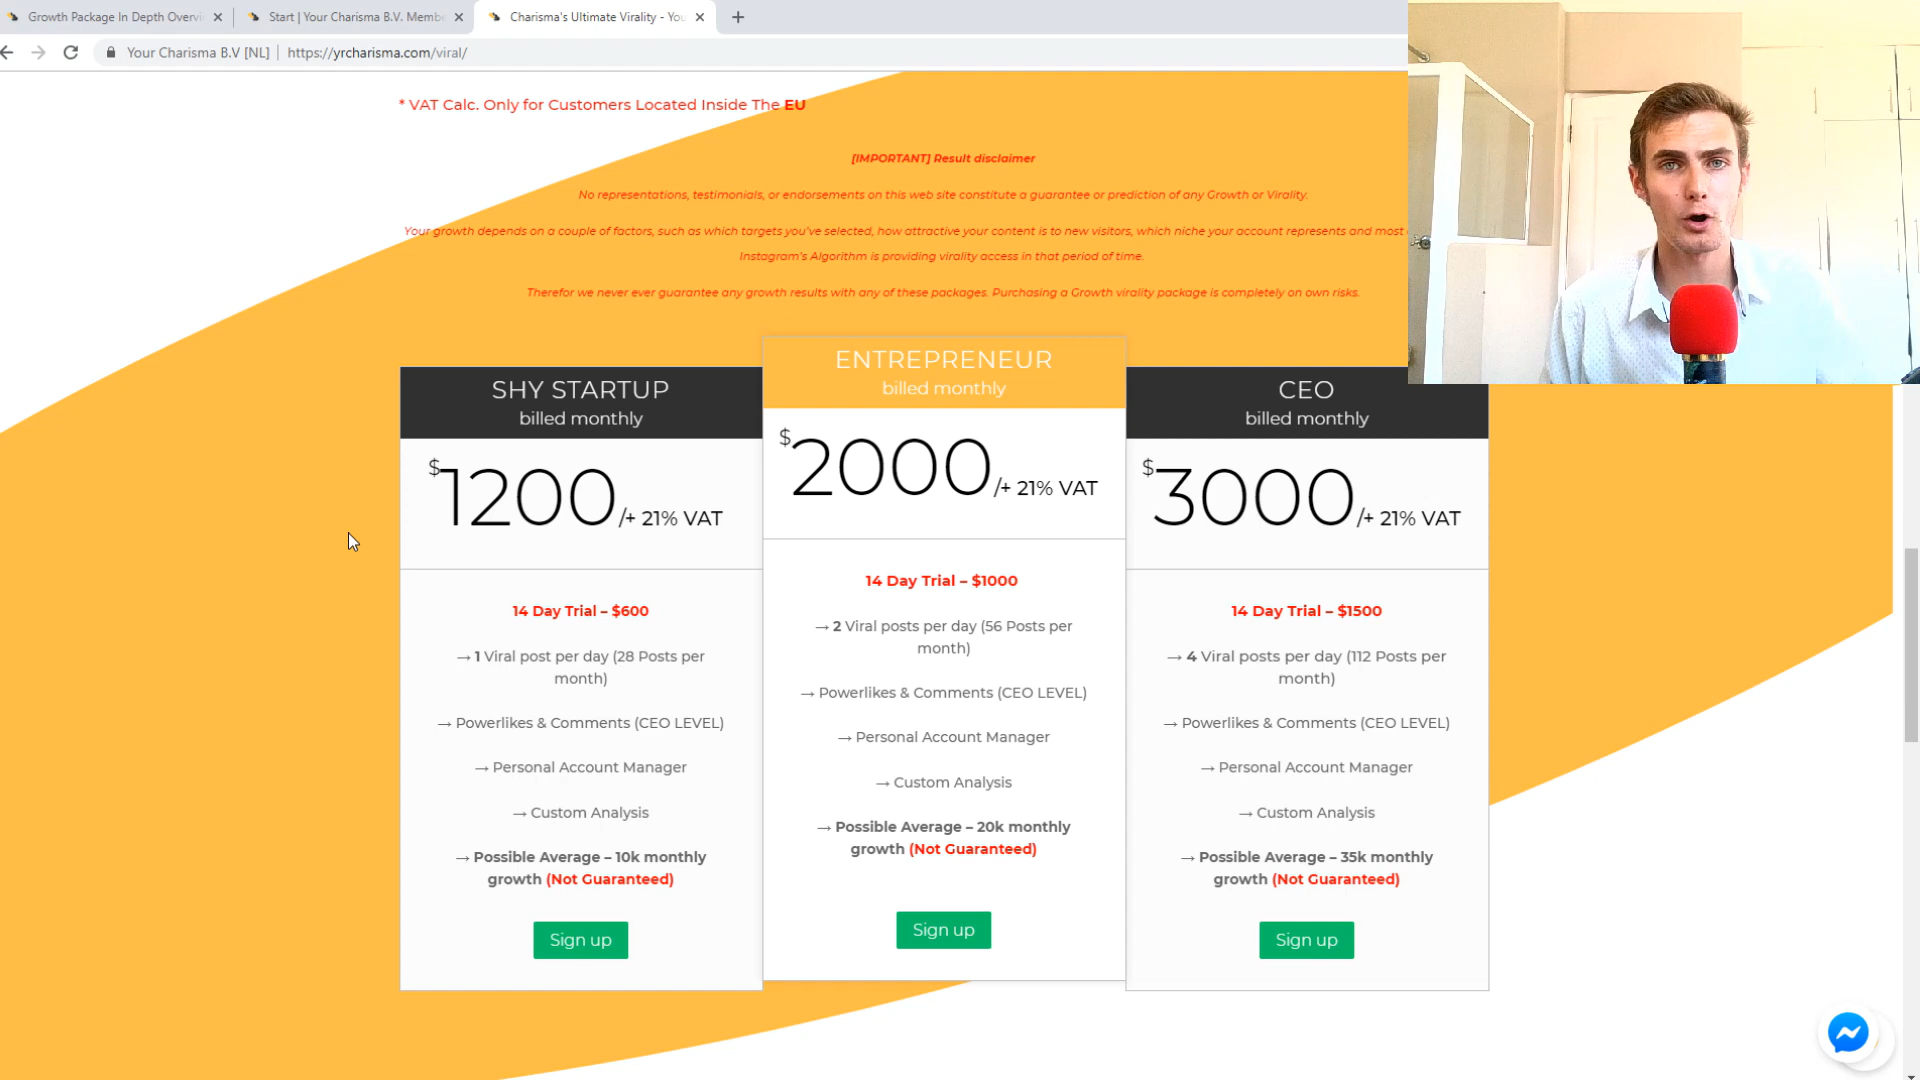 Growth Package In Depth Overvi
Start | Your Charisma B.V. Membe
Charisma's Ultimate Virality - You
Your Charisma B.V [NL] | https://yrcharisma.com/viral/
* VAT Calc. Only for Customers Located Inside The EU
[IMPORTANT] Result disclaimer
No representations, testimonials, or endorsements on this web site constitute a guarantee or prediction of any Growth or Virality.
Your growth depends on a couple of factors, such as which targets you've selected, how attractive your content is to new visitors, which niche your account represents and most
Instagram's Algorithm is providing virality access in that period of time.
Therefor we never ever guarantee any growth results with any of these packages. Purchasing a Growth virality package is completely on own risks.
SHY STARTUP
billed monthly
$1200/+ 21% VAT
14 Day Trial – $600
→ 1 Viral post per day (28 Posts per
month)
→ Powerlikes & Comments (CEO LEVEL)
→ Personal Account Manager
→ Custom Analysis
→ Possible Average – 10k monthly
growth (Not Guaranteed)
Sign up
ENTREPRENEUR
billed monthly
$2000/+ 21% VAT
14 Day Trial – $1000
→ 2 Viral posts per day (56 Posts per
month)
→ Powerlikes & Comments (CEO LEVEL)
→ Personal Account Manager
→ Custom Analysis
→ Possible Average – 20k monthly
growth (Not Guaranteed)
Sign up
CEO
billed monthly
$3000/+ 21% VAT
14 Day Trial – $1500
→ 4 Viral posts per day (112 Posts per
month)
→ Powerlikes & Comments (CEO LEVEL)
→ Personal Account Manager
→ Custom Analysis
→ Possible Average – 35k monthly
growth (Not Guaranteed)
Sign up